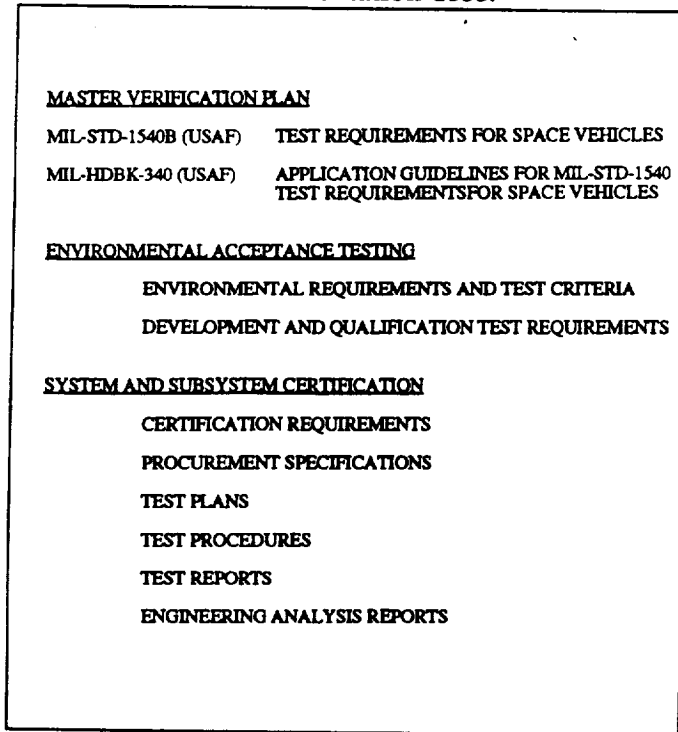 MASTER VERIFICATION PLAN
MIL-STD-1540B (USAF) TEST REQUIREMENTS FOR SPACE VEHICLES
MIL-HDBK-340 (USAF) APPLICATION GUIDELINES FOR MIL-STD-1540
TEST REQUIREMENTSFOR SPACE VEHICLES
ENVIRONMENTAL ACCEPTANCE TESTING
ENVIRONMENTAL REQUIREMENTS AND TEST CRITERIA
DEVELOPMENT AND QUALIFICATION TEST REQUIREMENTS
SYSTEM AND SUBSYSTEM CERTIFICATION
CERTIFICATION REQUIREMENTS
PROCUREMENT SPECIFICATIONS
TEST PLANS
TEST PROCEDURES
TEST REPORTS
ENGINEERING ANALYSIS REPORTS